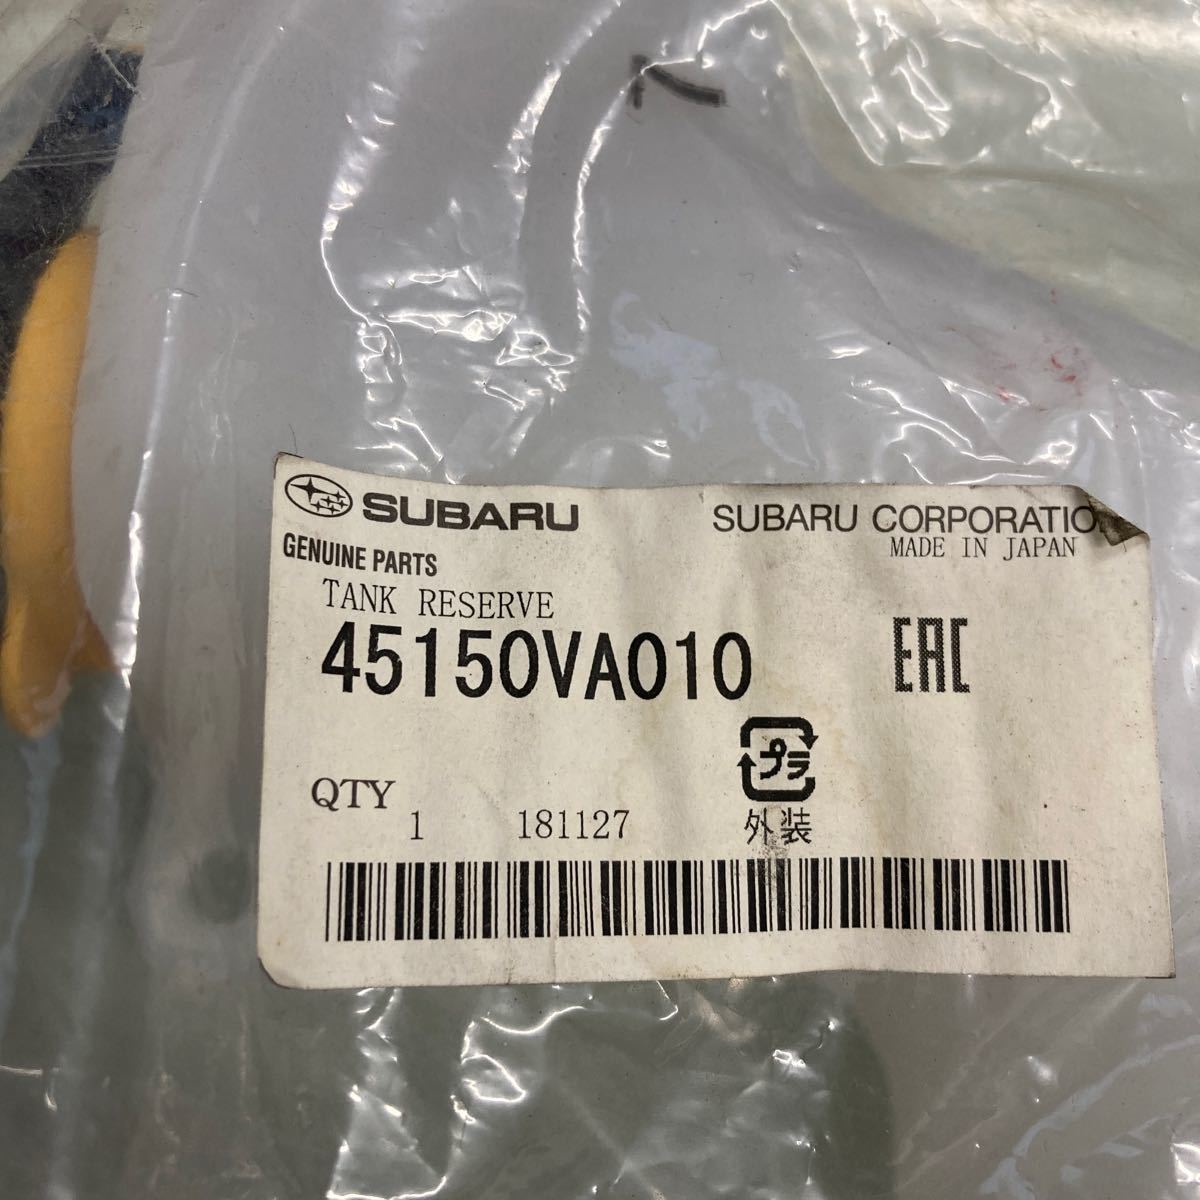 SUBARU
SUBARU CORPORATIO
GENUINE PARTS
MADE IN JAPAN
TANK RESERVE
45150VA010
EAC
プラ
QTY
1 181127 外装